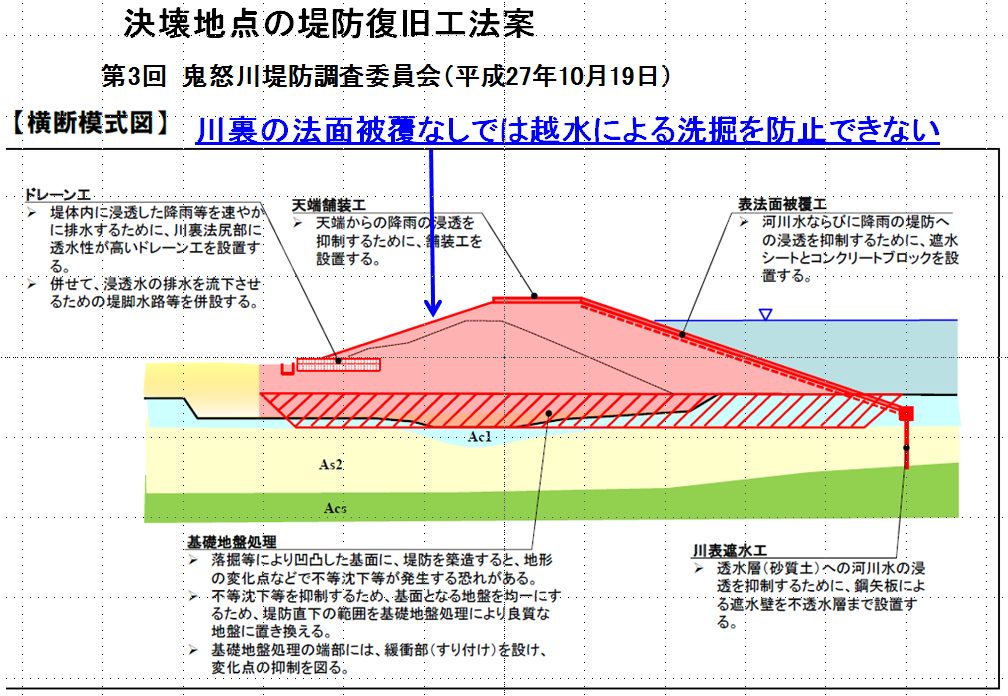 決壊地点の堤防復旧工法案
第3回 鬼怒川堤防調査委員会(平成27年10月19日)
【横断模式図】
川裏の法面被覆なしでは越水による洗掘を防止できない
ドレーン工
➢ 堤体内に浸透した降雨等を速やか
に排水するために、川裏法尻部に
透水性が高いドレーン工を設置す
る。
➢ 併せて、浸透水の排水を流下させ
るための堤脚水路等を併設する。
天端舗装工
➢ 天端からの降雨の浸透を
抑制するために、舗装工を
設置する。
表法面被覆工
➢ 河川水ならびに降雨の堤防へ
の浸透を抑制するために、遮水
シートとコンクリートブロックを設
置する。
Ac1
As2
Acs
基礎地盤処理
➢ 落掘等により凹凸した基面に、堤防を築造すると、地形
の変化点などで不等沈下等が発生する恐れがある。
➢ 不等沈下等を抑制するため、基面となる地盤を均一にす
るため、堤防直下の範囲を基礎地盤処理により良質な
地盤に置き換える。
➢ 基礎地盤処理の端部には、緩衝部(すり付け)を設け、
変化点の抑制を図る。
川表遮水工
➢ 透水層(砂質土)への河川水の浸
透を抑制するために、鋼矢板によ
る遮水壁を不透水層まで設置す
る。